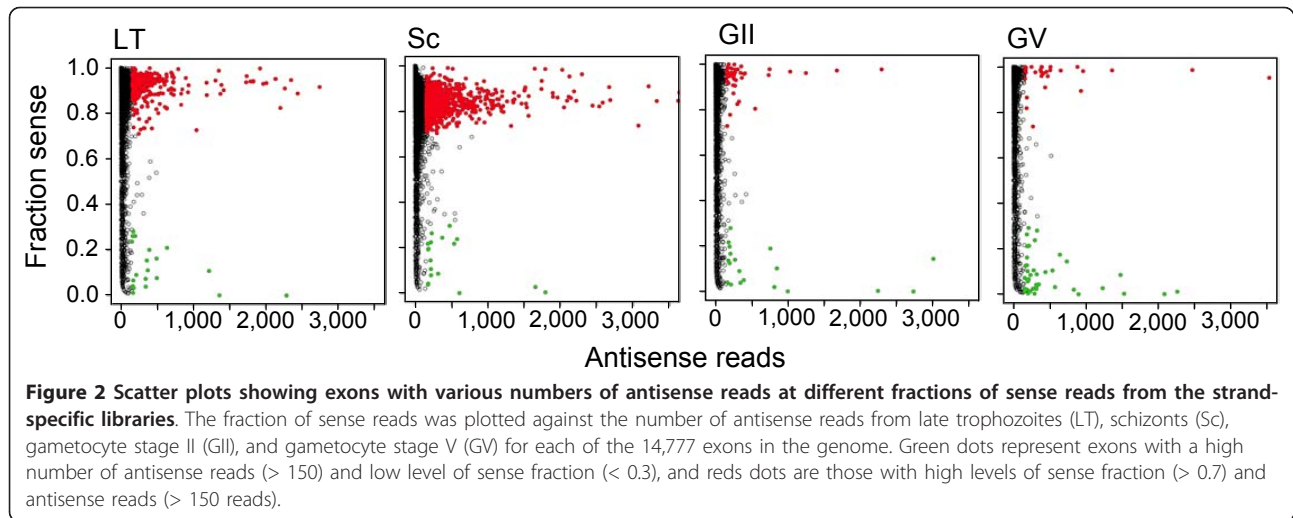 LT
Sc
GII
GV
Fraction sense
1.0
0.8
0.6
0.4
0.2
0.0
0 1,000 2,000 3,000
0 1,000 2,000 3,000
0 1,000 2,000 3,000
0 1,000 2,000 3,000
Antisense reads
Figure 2 Scatter plots showing exons with various numbers of antisense reads at different fractions of sense reads from the strand-
specific libraries. The fraction of sense reads was plotted against the number of antisense reads from late trophozoites (LT), schizonts (Sc),
gametocyte stage II (GII), and gametocyte stage V (GV) for each of the 14,777 exons in the genome. Green dots represent exons with a high
number of antisense reads (> 150) and low level of sense fraction (< 0.3), and reds dots are those with high levels of sense fraction (> 0.7) and
antisense reads (> 150 reads).